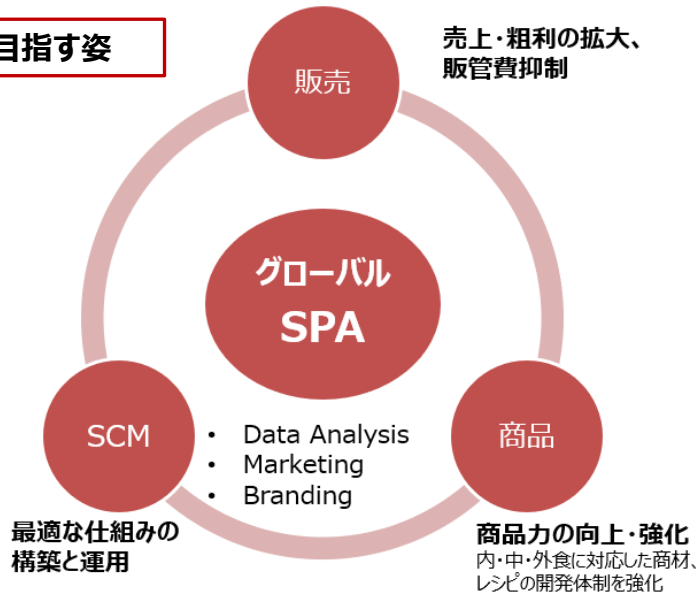 目指す姿
販売
売上・粗利の拡大、
販管費抑制
グローバル
SPA
SCM
• Data Analysis
• Marketing
• Branding
商品
最適な仕組みの
構築と運用
商品力の向上・強化
内・中・外食に対応した商材、
レシピの開発体制を強化